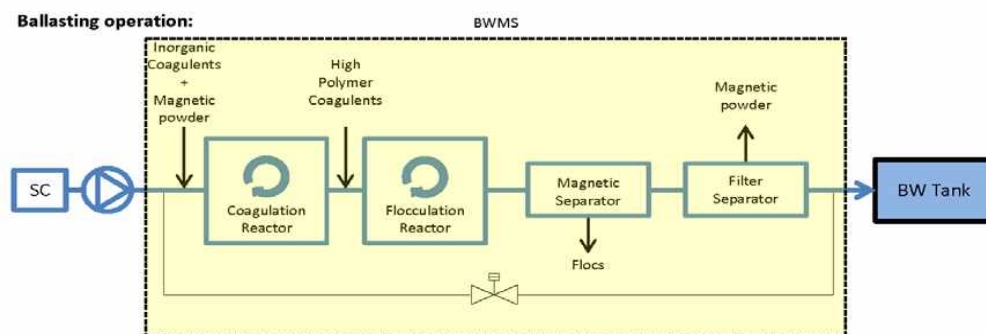 Ballasting operation:
BWMS
Inorganic
Coagulents
+
Magnetic
powder
High
Polymer
Coagulents
Magnetic
powder
SC
Coagulation
Reactor
Flocculation
Reactor
Magnetic
Separator
Filter
Separator
BW Tank
Flocs